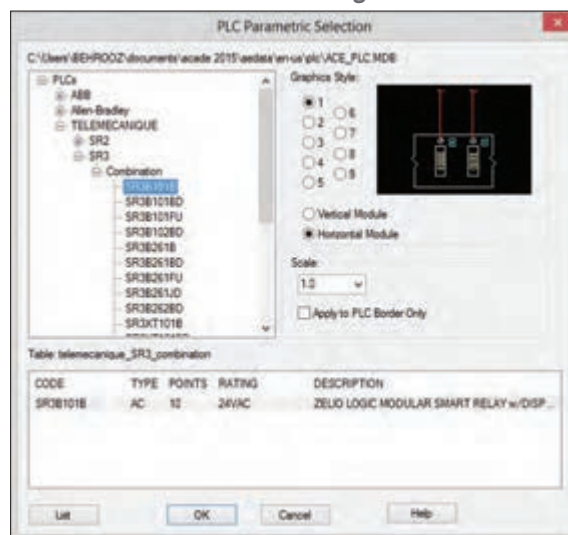 PLC Parametric Selection
C:\Users\BEHROOZ\documents\acade 2015\aedata\en-us\plc\ACE_PLC.MDB
PLCs
ABB
Allen-Bradley
TELEMECANIQUE
SR2
SR3
Combination
SR3B101B
SR3B101BD
SR3B101FU
SR3B102BD
SR3B261B
SR3B261BD
SR3B261FU
SR3B261JD
SR3B262BD
SR3XT101B
Graphics Style:
1
2
3
4
5
6
7
8
9
Vertical Module
Horizontal Module
Scale:
1.0
Apply to PLC Border Only
Table: telemecanique_SR3_combination
CODE TYPE POINTS RATING DESCRIPTION
SR3B101B AC 10 24VAC ZELIO LOGIC MODULAR SMART RELAY w/DISP ...
List OK Cancel Help